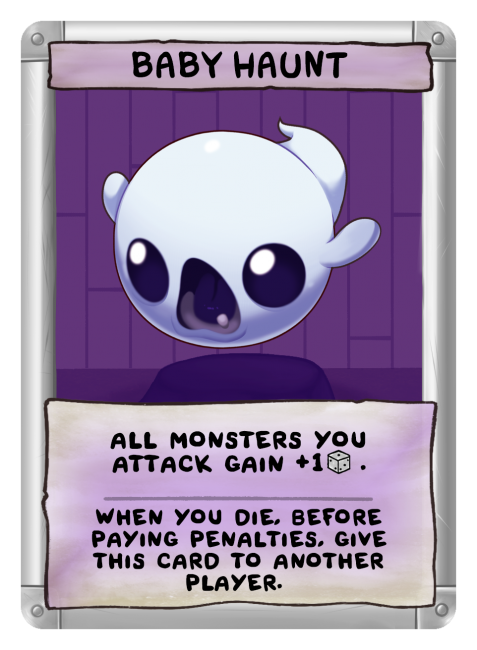 BABY HAUNT
ALL MONSTERS YOU
ATTACK GAIN +1 .
WHEN YOU DIE, BEFORE
PAYING PENALTIES, GIVE
THIS CARD TO ANOTHER
PLAYER.